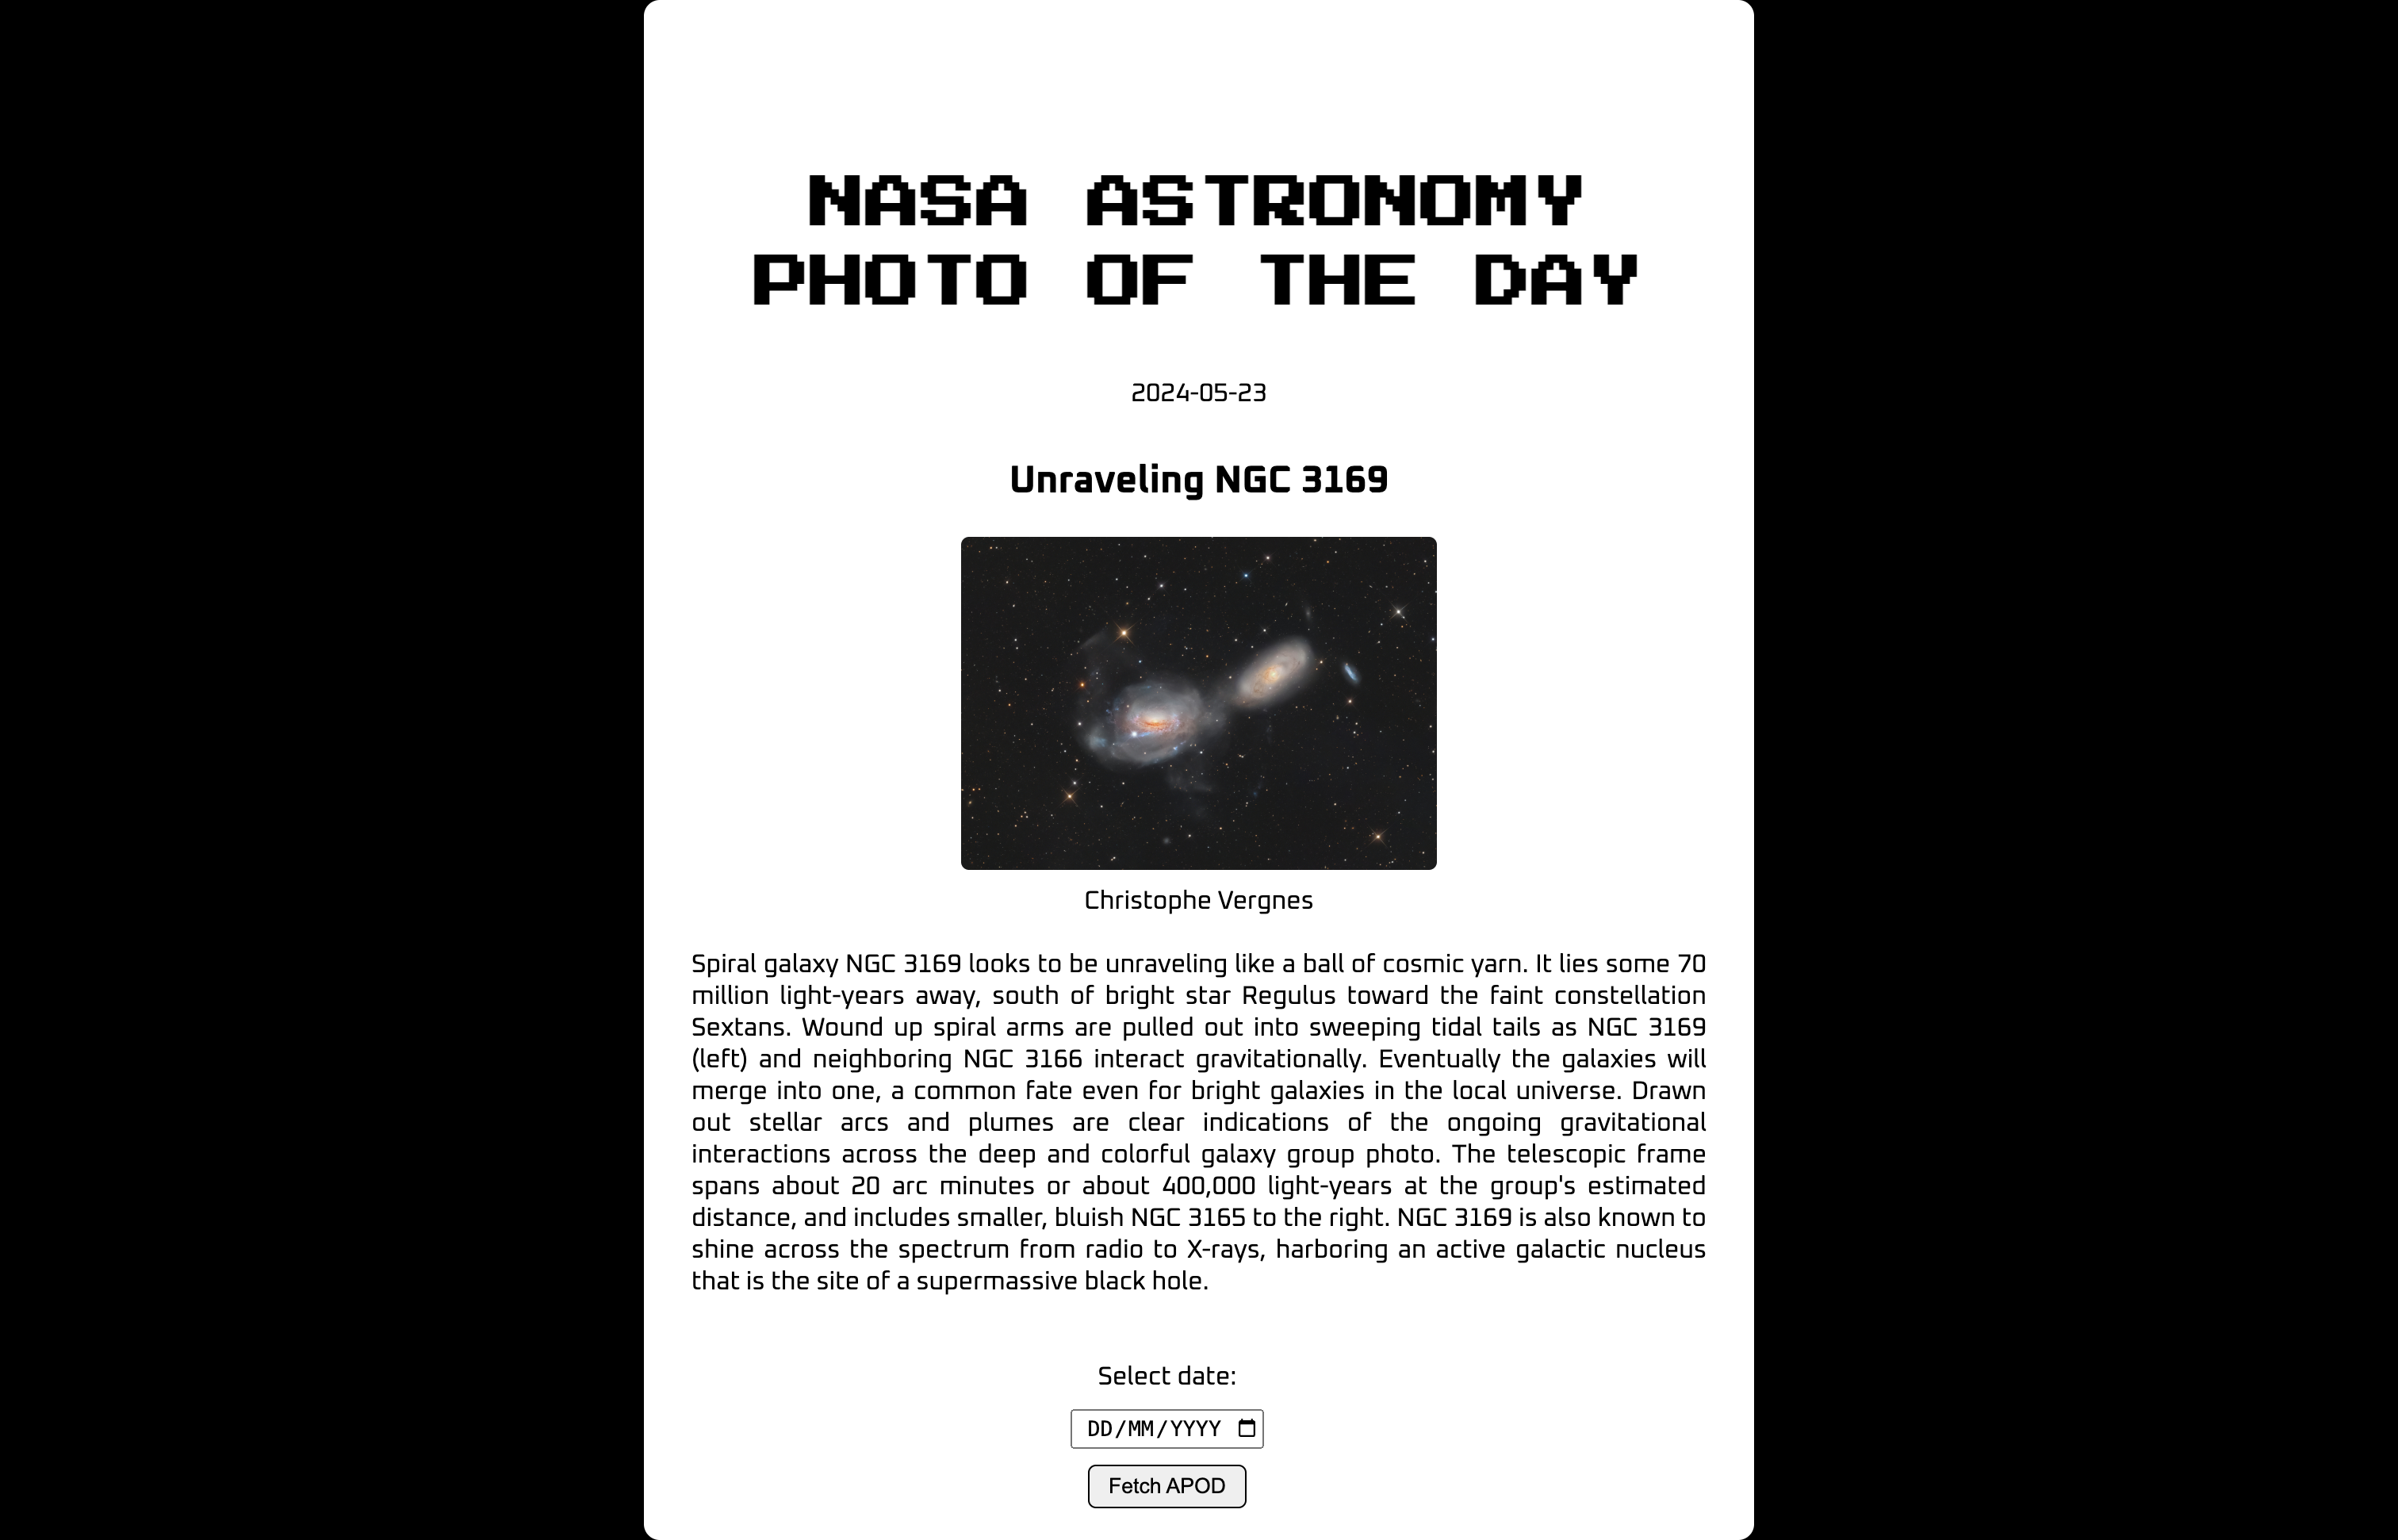 NASA ASTRONOMY
PHOTO OF THE DAY
2024-05-23
Unraveling NGC 3169
Christophe Vergnes
Spiral galaxy NGC 3169 looks to be unraveling like a ball of cosmic yarn. It lies some 70
million light-years away, south of bright star Regulus toward the faint constellation
Sextans. Wound up spiral arms are pulled out into sweeping tidal tails as NGC 3169
(left) and neighboring NGC 3166 interact gravitationally. Eventually the galaxies will
merge into one, a common fate even for bright galaxies in the local universe. Drawn
out stellar arcs and plumes are clear indications of the ongoing gravitational
interactions across the deep and colorful galaxy group photo. The telescopic frame
spans about 20 arc minutes or about 400,000 light-years at the group's estimated
distance, and includes smaller, bluish NGC 3165 to the right. NGC 3169 is also known to
shine across the spectrum from radio to X-rays, harboring an active galactic nucleus
that is the site of a supermassive black hole.
Select date:
DD/MM/YYYY
Fetch APOD